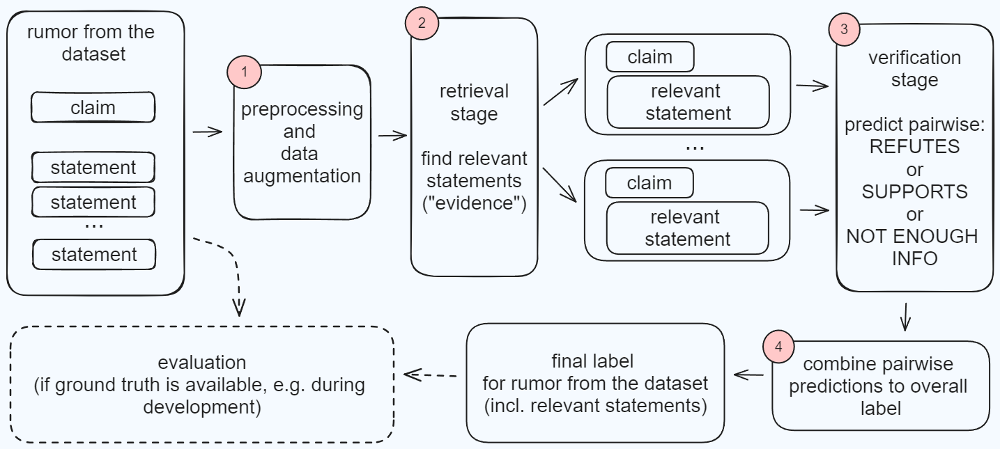 rumor from the
dataset
claim
statement
statement
...
statement
1
preprocessing
and
data
augmentation
2
retrieval
stage
find relevant
statements
("evidence")
claim
relevant
statement
...
claim
relevant
statement
3
verification
stage
predict pairwise:
REFUTES
or
SUPPORTS
or
NOT ENOUGH
INFO
4
combine pairwise
predictions to overall
label
final label
for rumor from the dataset
(incl. relevant statements)
evaluation
(if ground truth is available, e.g. during
development)